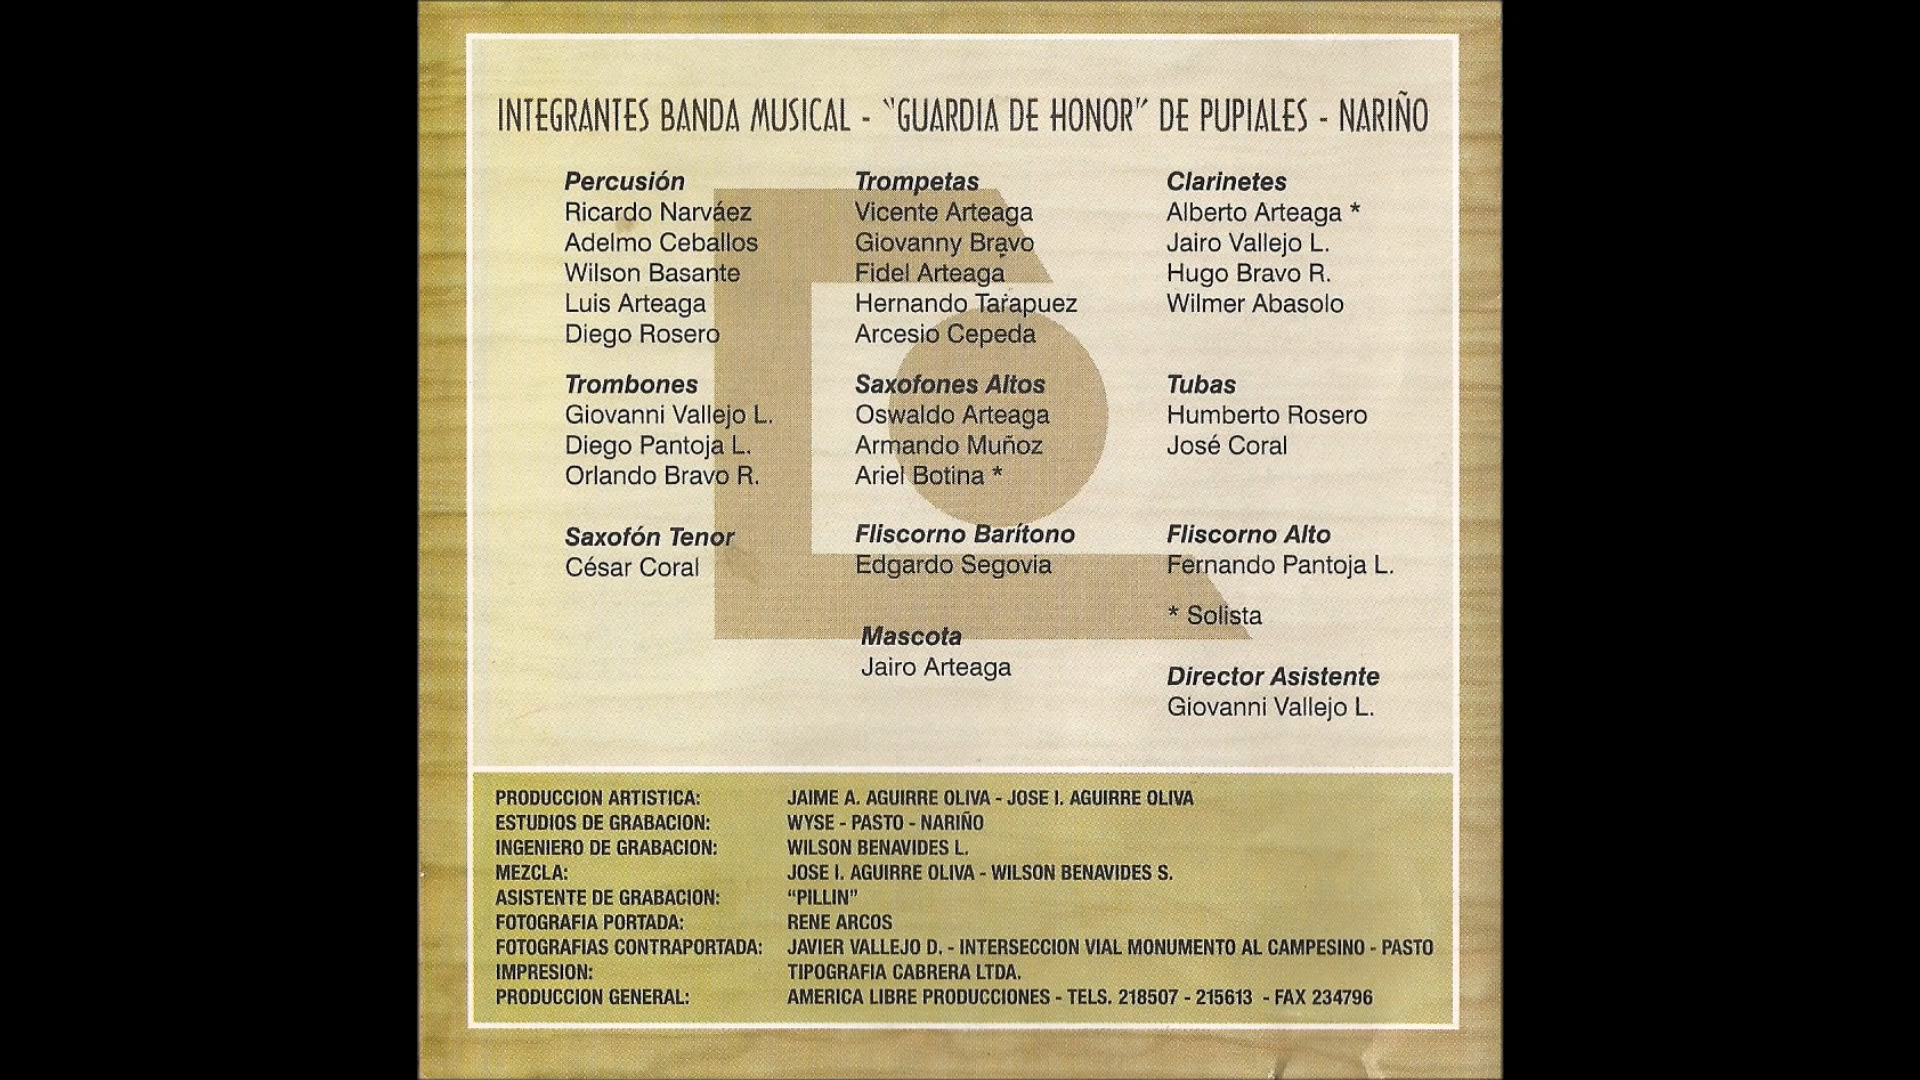 INTEGRANTES BANDA MUSICAL - "GUARDIA DE HONOR" DE PUPIALES - NARIÑO
Percusión
Ricardo Narváez
Adelmo Ceballos
Wilson Basante
Luis Arteaga
Diego Rosero
Trompetas
Vicente Arteaga
Giovanny Bravo
Fidel Arteaga
Hernando Tarapuez
Arcesio Cepeda
Clarinetes
Alberto Arteaga *
Jairo Vallejo L.
Hugo Bravo R.
Wilmer Abasolo
Trombones
Giovanni Vallejo L.
Diego Pantoja L.
Orlando Bravo R.
Saxofones Altos
Oswaldo Arteaga
Armando Muñoz
Ariel Botina *
Tubas
Humberto Rosero
José Coral
Saxofón Tenor
César Coral
Fliscorno Barítono
Edgardo Segovia
Fliscorno Alto
Fernando Pantoja L.
* Solista
Mascota
Jairo Arteaga
Director Asistente
Giovanni Vallejo L.
PRODUCCION ARTISTICA: JAIME A. AGUIRRE OLIVA - JOSE I. AGUIRRE OLIVA
ESTUDIOS DE GRABACION: WYSE - PASTO - NARIÑO
INGENIERO DE GRABACION: WILSON BENAVIDES L.
MEZCLA: JOSE I. AGUIRRE OLIVA - WILSON BENAVIDES S.
ASISTENTE DE GRABACION: "PILLIN"
FOTOGRAFIA PORTADA: RENE ARCOS
FOTOGRAFIAS CONTRAPORTADA: JAVIER VALLEJO D. - INTERSECCION VIAL MONUMENTO AL CAMPESINO - PASTO
IMPRESION: TIPOGRAFIA CABRERA LTDA.
PRODUCCION GENERAL: AMERICA LIBRE PRODUCCIONES - TELS. 218507 - 215613 - FAX 234796